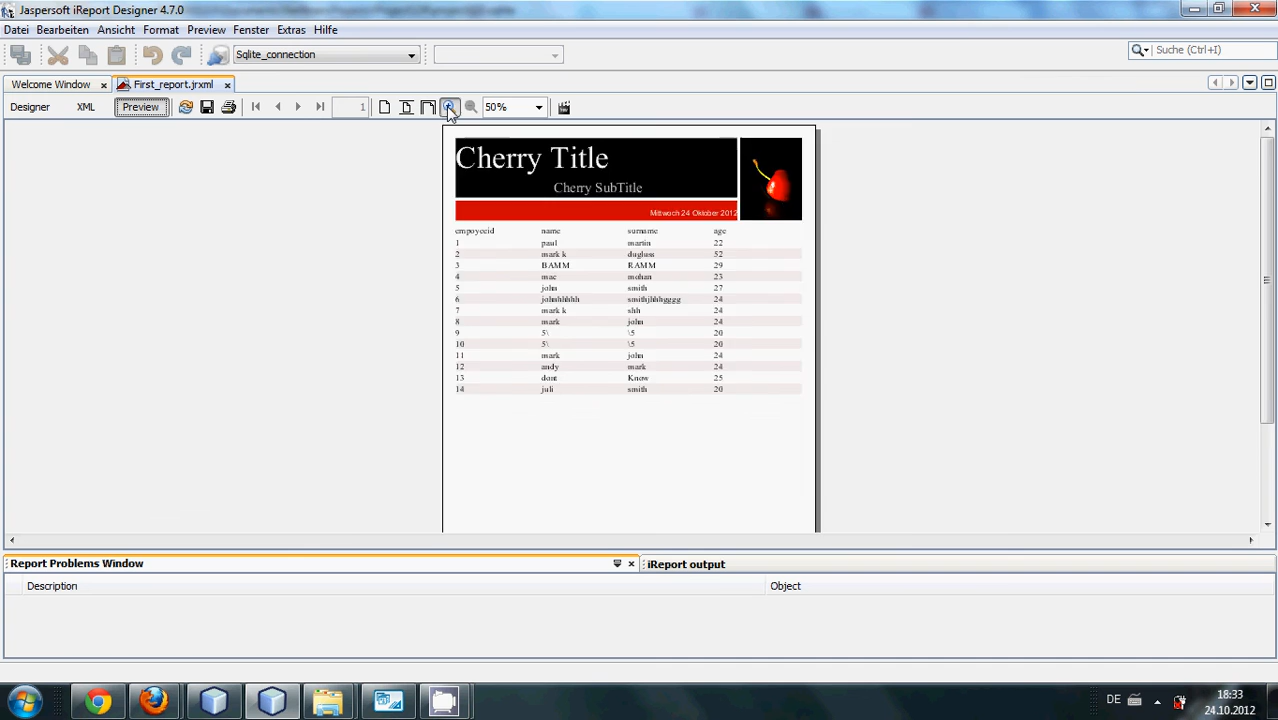 Jaspersoft iReport Designer 4.7.0
Datei Bearbeiten Ansicht Format Preview Fenster Extras Hilfe
Sqlite_connection
Suche (Ctrl+I)
Welcome Window First_report.jrxml
Designer XML Preview 1 50%
Cherry Title
Cherry SubTitle
Mittwoch 24 Oktober 2012
empoyeeid name surname age
1 paul martin 22
2 mark k dugluss 52
3 BAMM RAMM 29
4 mac mohan 23
5 john smith 27
6 johnhhhhh smithjhhhgggg 24
7 mark k shh 24
8 mark john 24
9 5\ \5 20
10 5\ \5 20
11 mark john 24
12 andy mark 24
13 dont Know 25
14 juli smith 20
Report Problems Window iReport output
Description Object
DE 18:33
24.10.2012